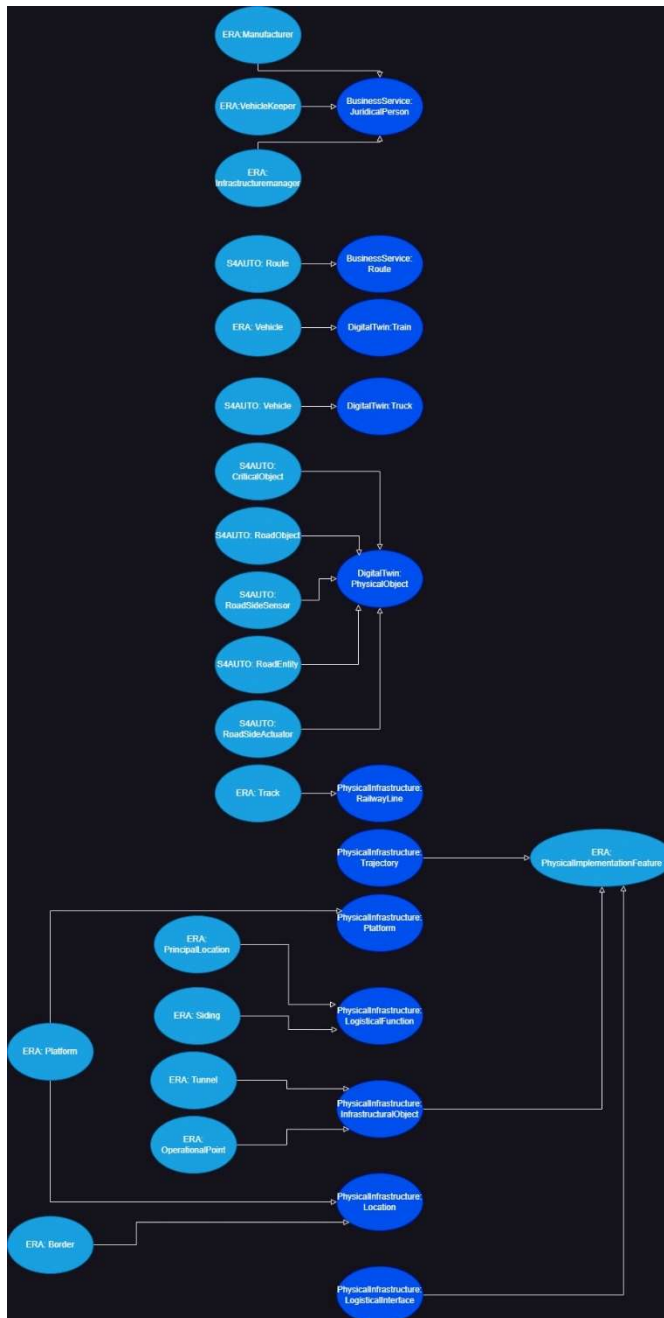 ERA:Manufacturer
ERA:VehicleKeeper
BusinessService:
JuridicalPerson
ERA:
Infrastructuremanager
S4AUTO: Route
BusinessService:
Route
ERA: Vehicle
DigitalTwin:Train
S4AUTO: Vehicle
DigitalTwin:Truck
S4AUTO:
CriticalObject
S4AUTO: RoadObject
DigitalTwin:
PhysicalObject
S4AUTO:
RoadSideSensor
S4AUTO: RoadEntity
S4AUTO:
RoadSideActuator
ERA: Track
PhysicalInfrastructure:
RailwayLine
PhysicalInfrastructure:
Trajectory
ERA:
PhysicalImplementationFeature
PhysicalInfrastructure:
Platform
ERA:
PrincipalLocation
ERA: Siding
PhysicalInfrastructure:
LogisticalFunction
ERA: Platform
ERA: Tunnel
PhysicalInfrastructure:
InfrastructuralObject
ERA:
OperationalPoint
PhysicalInfrastructure:
Location
ERA: Border
PhysicalInfrastructure:
LogisticalInterface